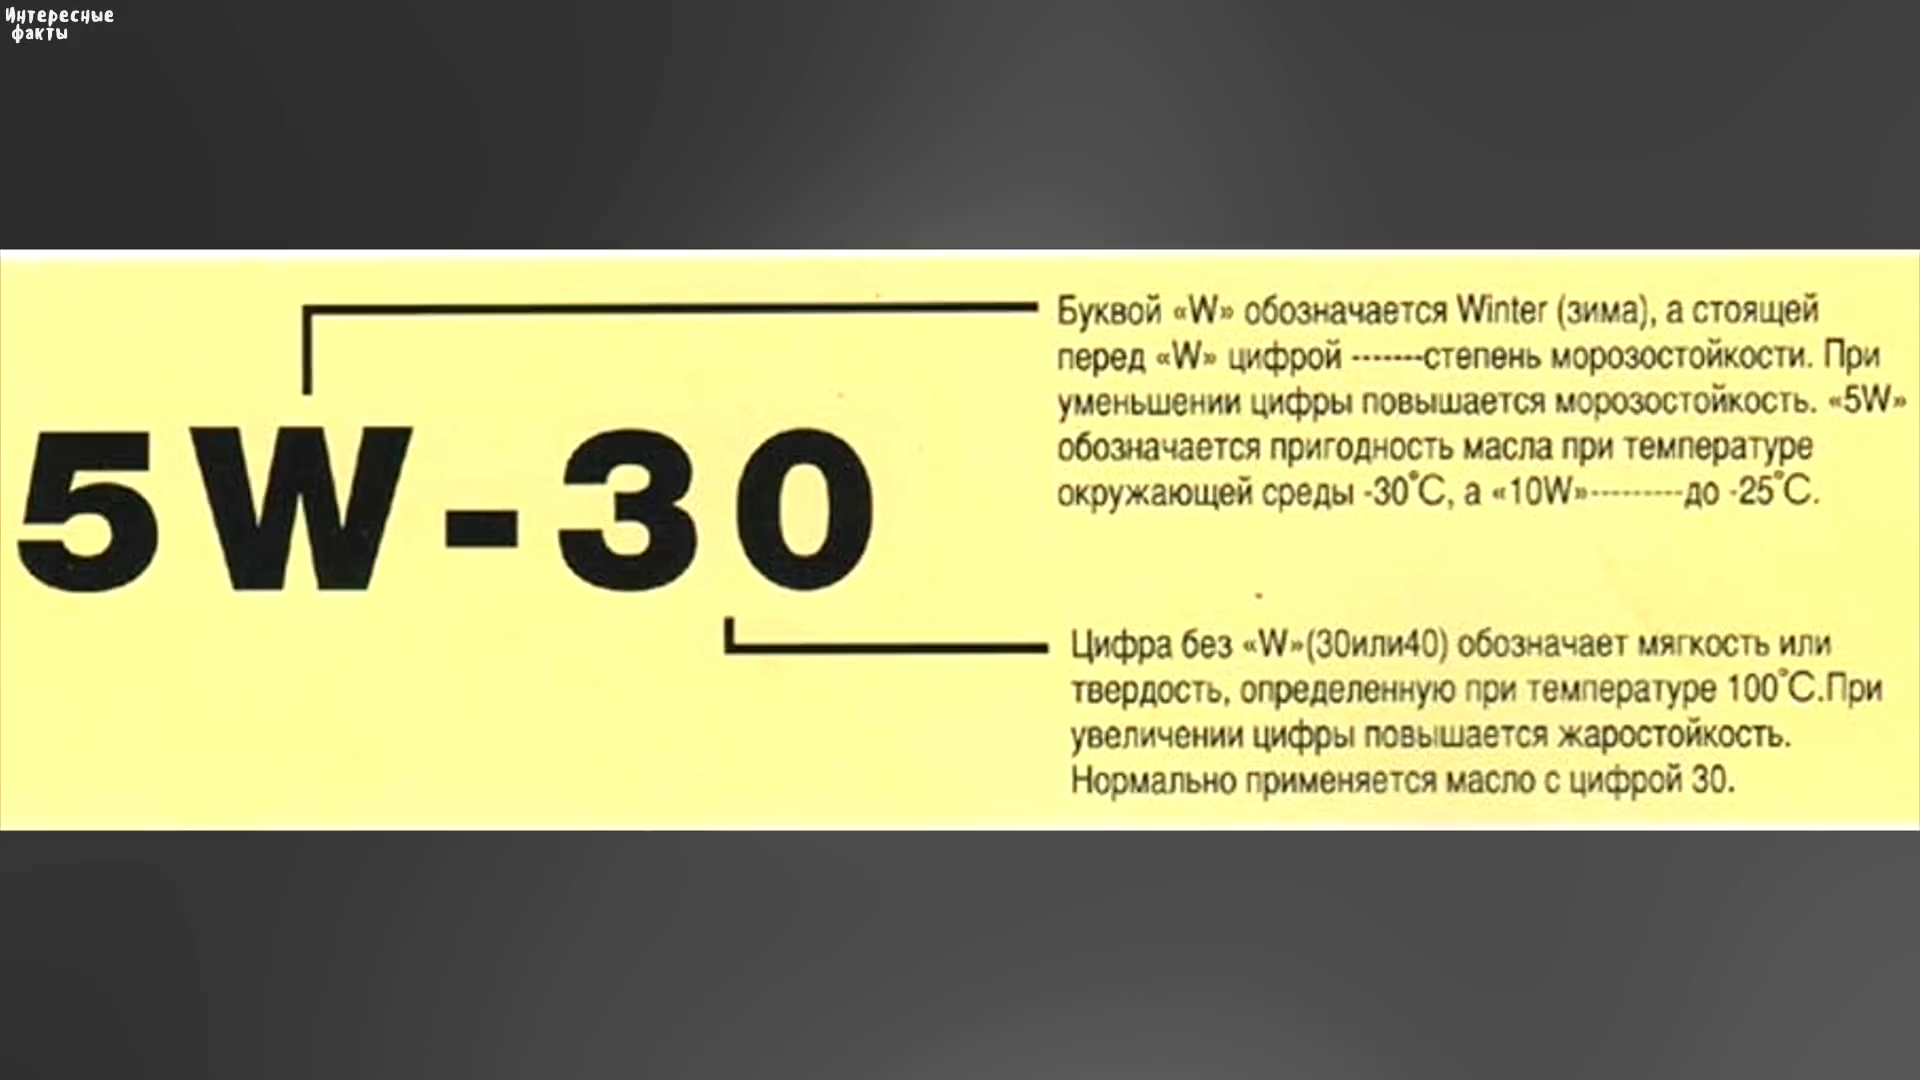 Интересные
факты
Буквой «W» обозначается Winter (зима), а стоящей
перед «W» цифрой -------степень морозостойкости. При
уменьшении цифры повышается морозостойкость. «5W»
обозначается пригодность масла при температуре
окружающей среды -30°C, а «10W»---------до -25°C.
5W-30
Цифра без «W»(30или40) обозначает мягкость или
твердость, определенную при температуре 100°C.При
увеличении цифры повышается жаростойкость.
Нормально применяется масло с цифрой 30.